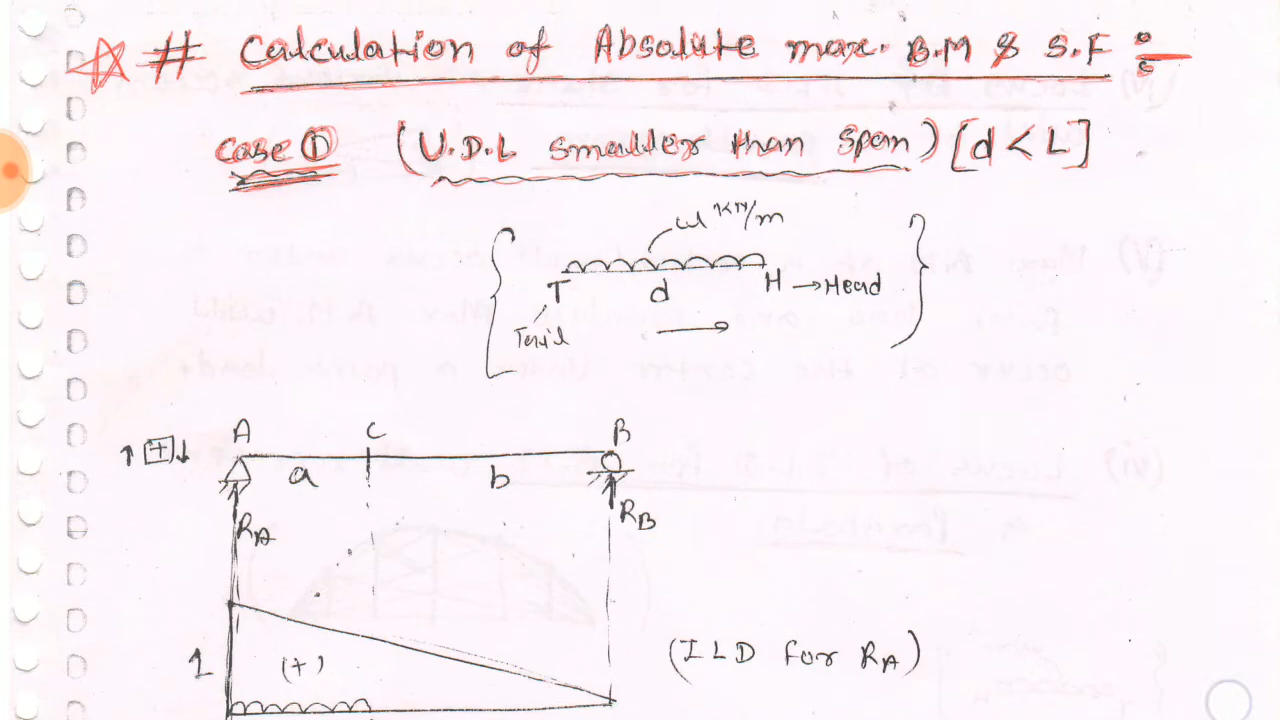 # Calculation of Absolute max. B.M & S.F :-
case ① (U.D.L smaller than span) [d < L]
ω KN/m
T d H → Head
Tail
A C B
↑ [+] ↓
a b
RA RB
1 (+) (ILD for RA)